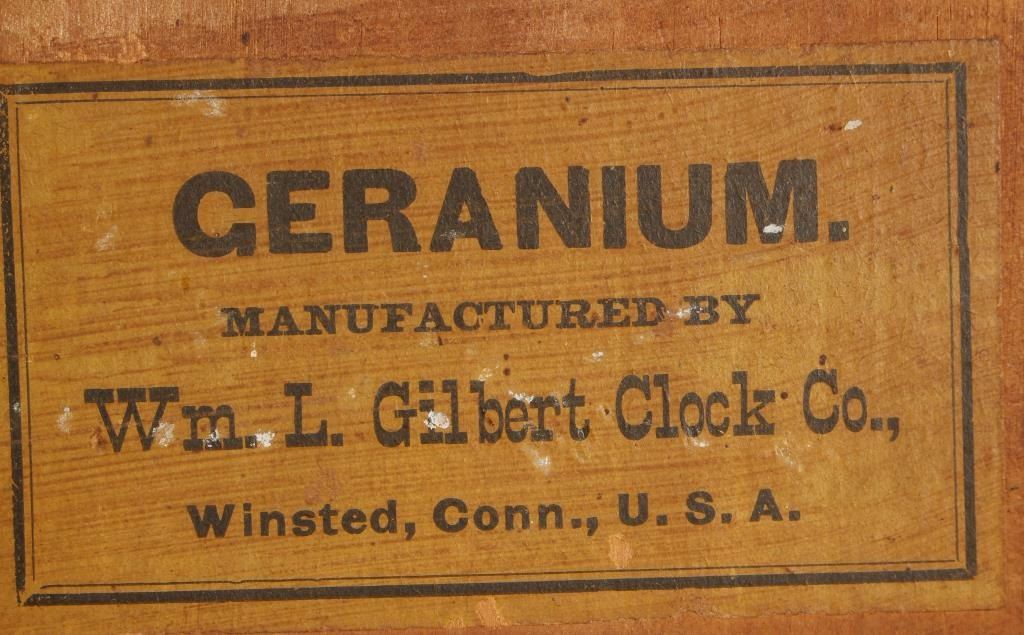 GERANIUM.
MANUFACTURED BY
Wm. L. Gilbert Clock Co.,
Winsted, Conn., U. S. A.